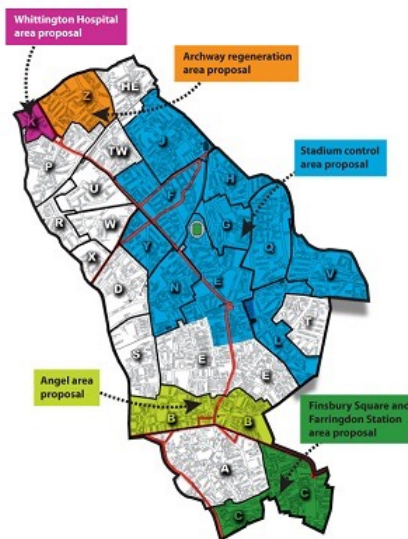 Whittington Hospital
area proposal
Archway regeneration
area proposal
Stadium control
area proposal
Angel area
proposal
Finsbury Square and
Farringdon Station
area proposal
K
Z
HE
J
P
TW
U
F
H
R
W
G
Y
Q
X
D
N
E
V
T
L
S
E
E
B
B
A
C
C